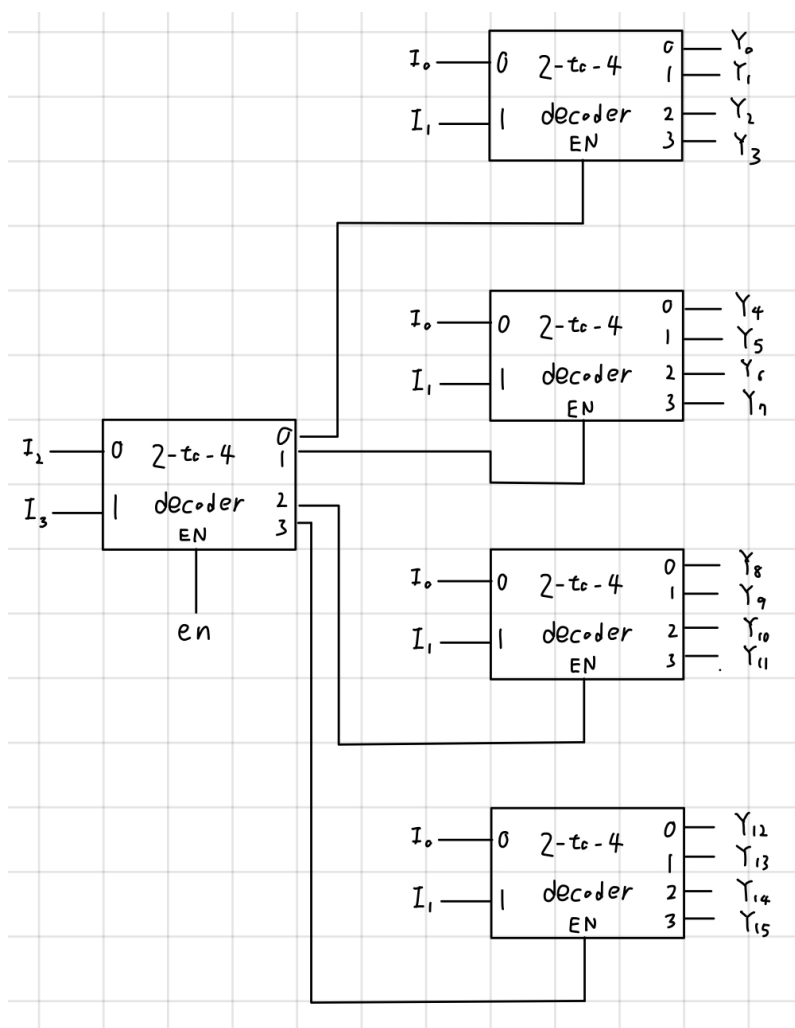 I₀ 0 2-to-4 0 Y₀
1 Y₁
I₁ 1 decoder 2 Y₂
EN 3 Y₃
I₀ 0 2-to-4 0 Y₄
1 Y₅
I₁ 1 decoder 2 Y₆
EN 3 Y₇
I₂ 0 2-to-4 0
1
I₃ 1 decoder 2
EN 3
en
I₀ 0 2-to-4 0 Y₈
1 Y₉
I₁ 1 decoder 2 Y₁₀
EN 3 Y₁₁
I₀ 0 2-to-4 0 Y₁₂
1 Y₁₃
I₁ 1 decoder 2 Y₁₄
EN 3 Y₁₅